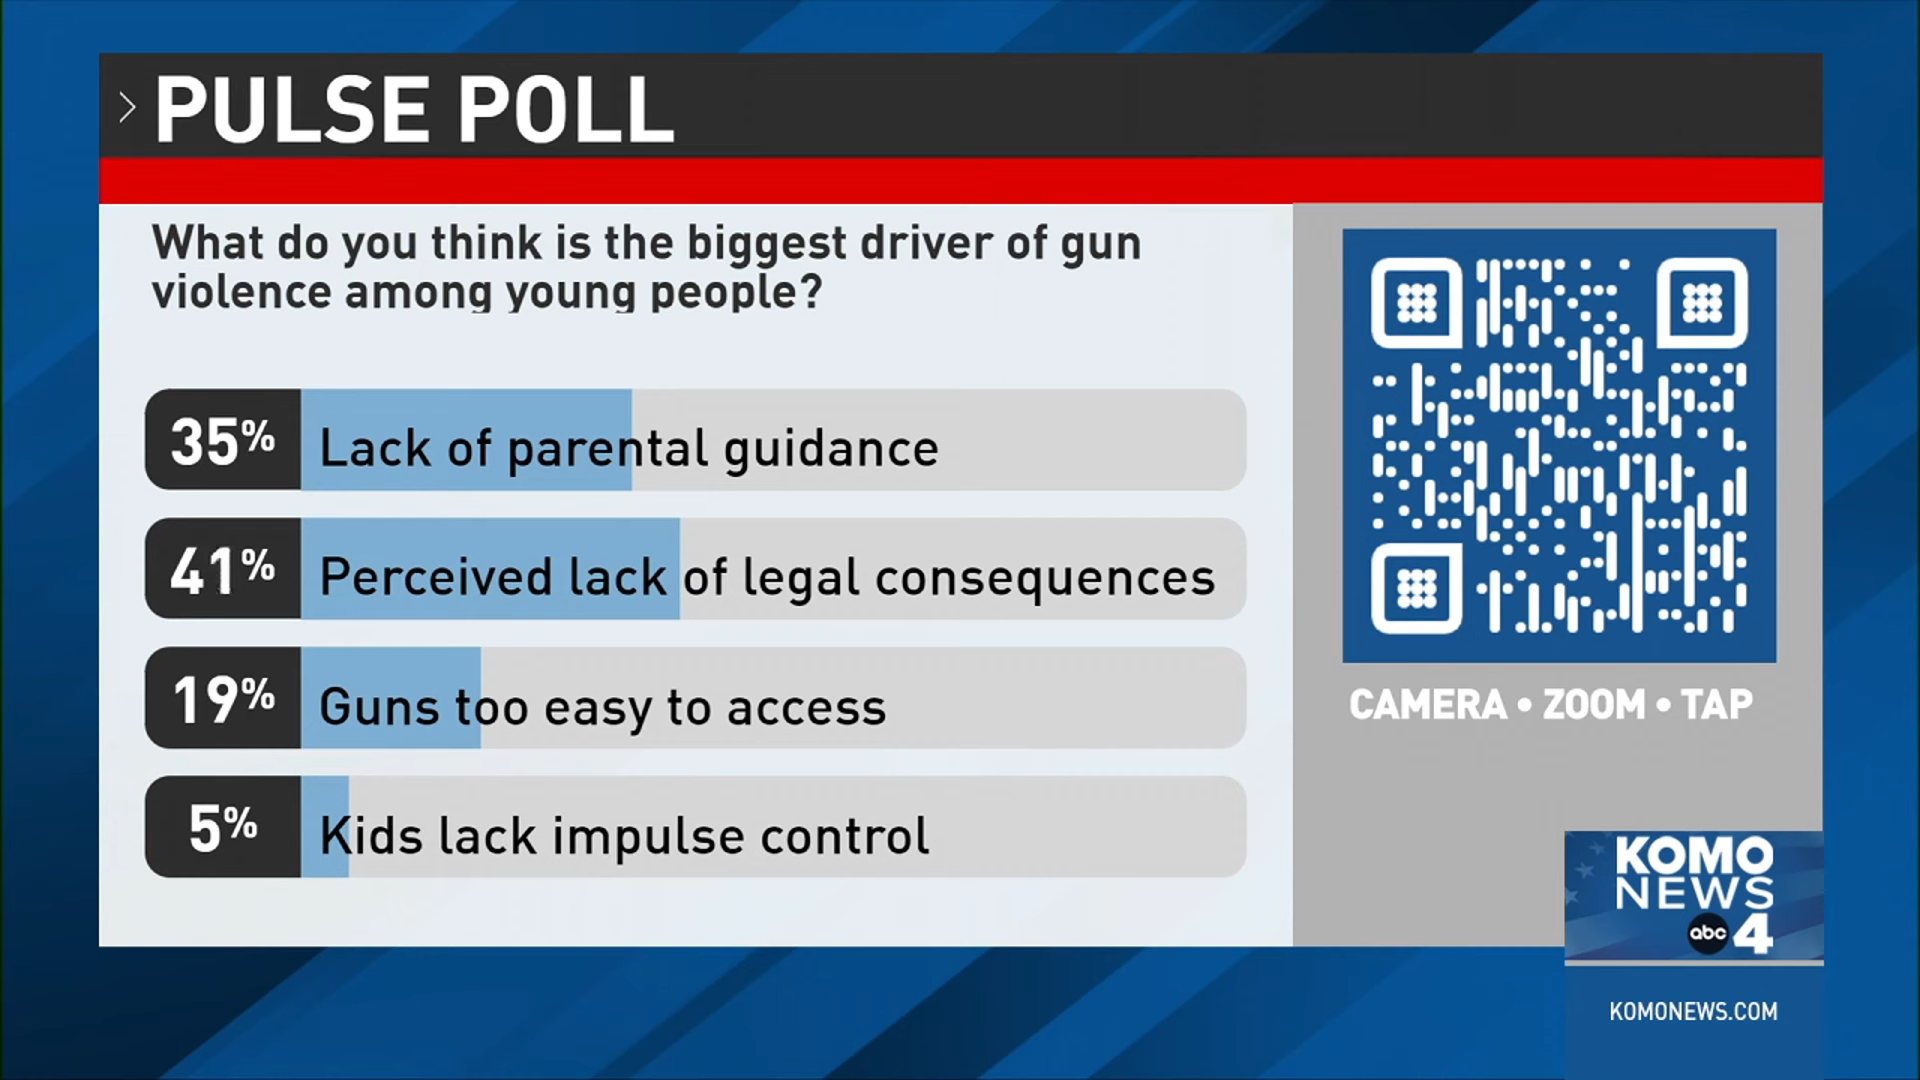 PULSE POLL
What do you think is the biggest driver of gun
violence among young people?
35% Lack of parental guidance
41% Perceived lack of legal consequences
19% Guns too easy to access
5% Kids lack impulse control
CAMERA • ZOOM • TAP
KOMO
NEWS
abc 4
KOMONEWS.COM